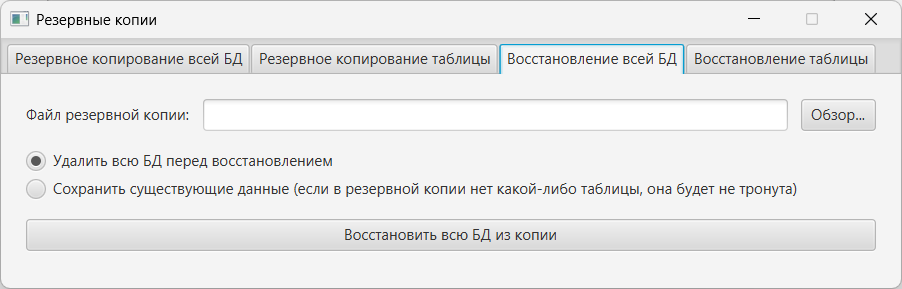 Резервные копии
Резервное копирование всей БД Резервное копирование таблицы Восстановление всей БД Восстановление таблицы
Файл резервной копии: Обзор...
Удалить всю БД перед восстановлением
Сохранить существующие данные (если в резервной копии нет какой-либо таблицы, она будет не тронута)
Восстановить всю БД из копии